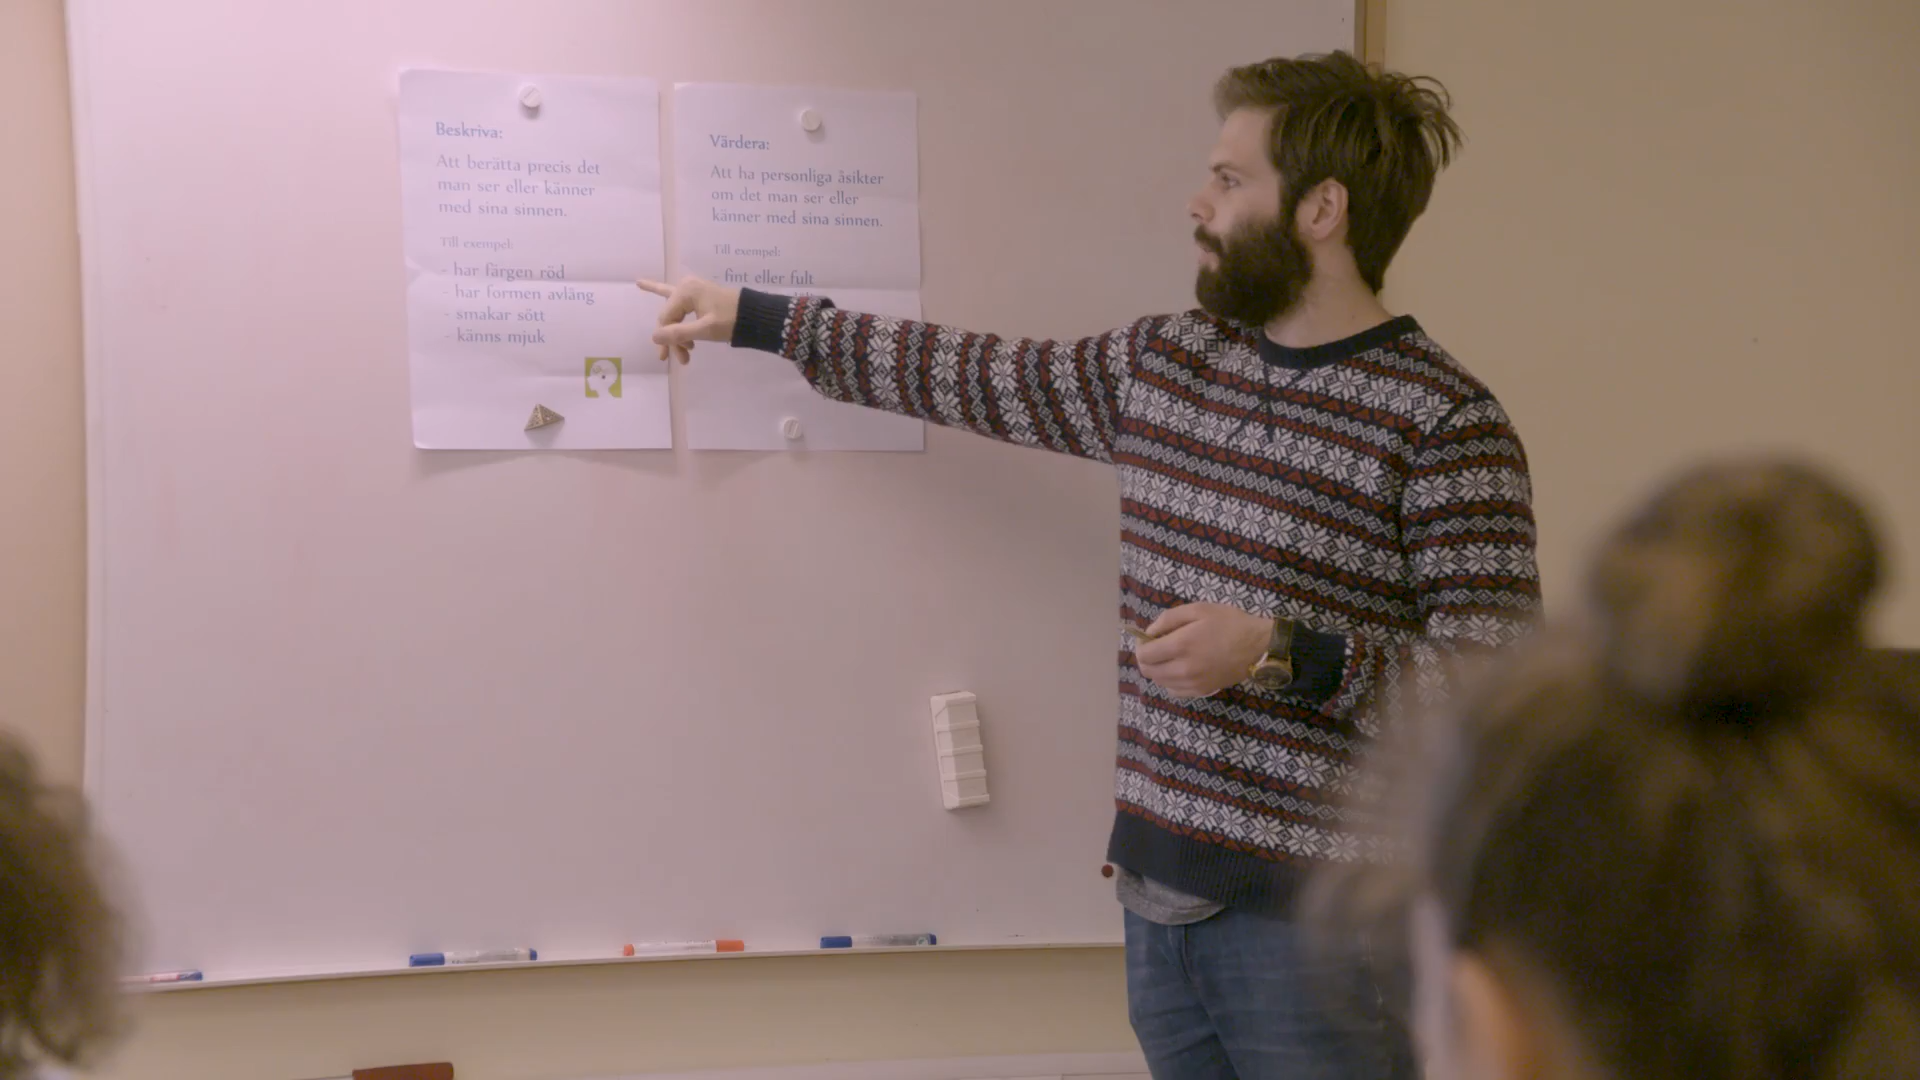 Beskriva:
Att berätta precis det
man ser eller känner
med sina sinnen.
Till exempel:
- har färgen röd
- har formen avlång
- smakar sött
- känns mjuk
Värdera:
Att ha personliga åsikter
om det man ser eller
känner med sina sinnen.
Till exempel:
- fint eller fult